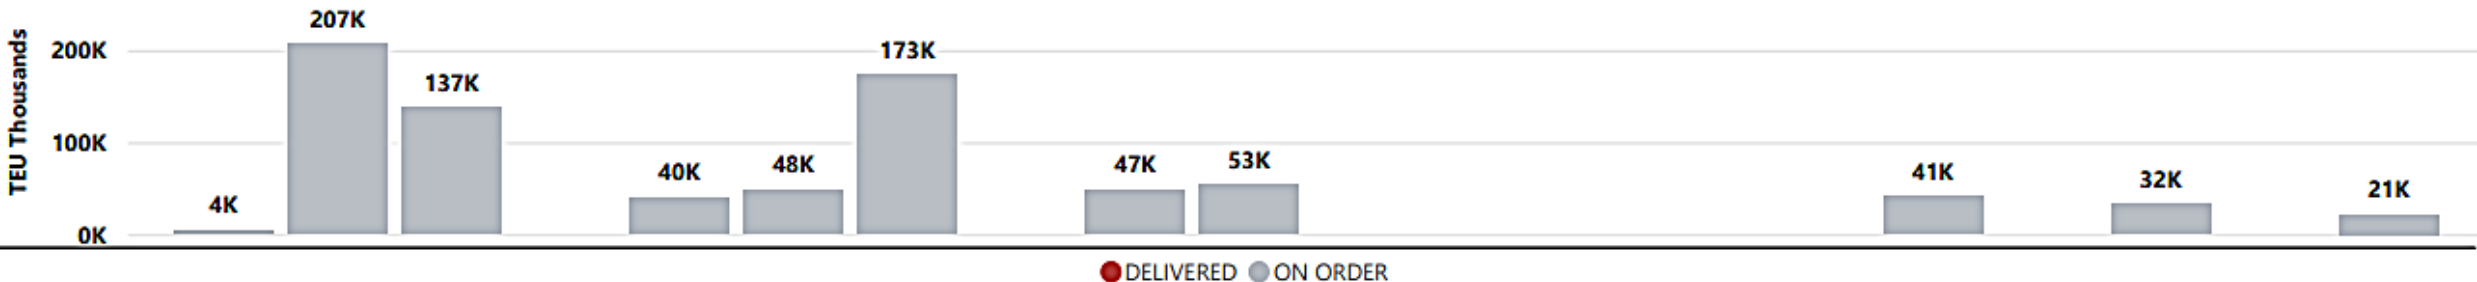 TEU Thousands
200K
100K
0K
4K
207K
137K
40K
48K
173K
47K
53K
41K
32K
21K
DELIVERED ON ORDER